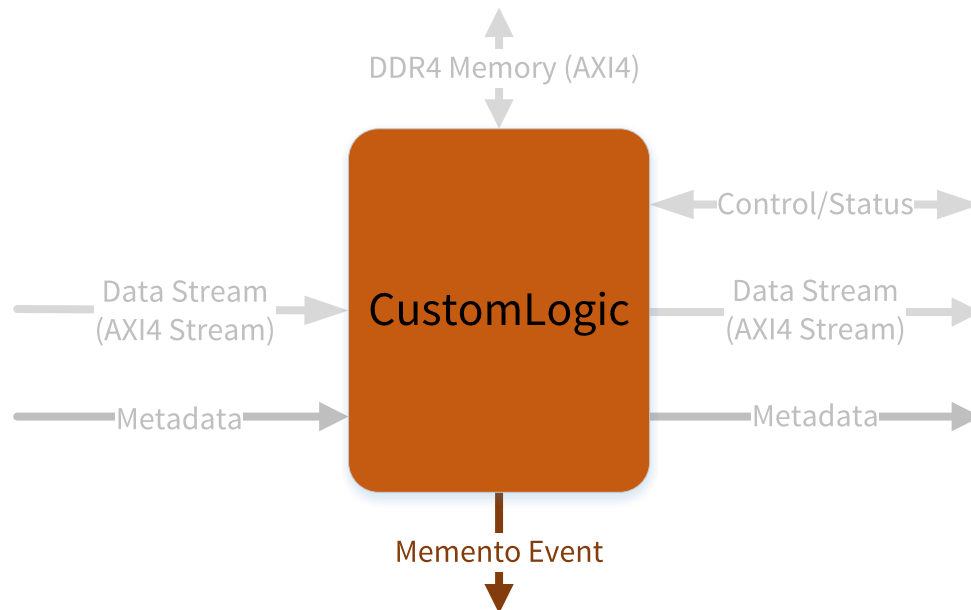 DDR4 Memory (AXI4)
Control/Status
Data Stream
(AXI4 Stream)
CustomLogic
Data Stream
(AXI4 Stream)
Metadata
Metadata
Memento Event